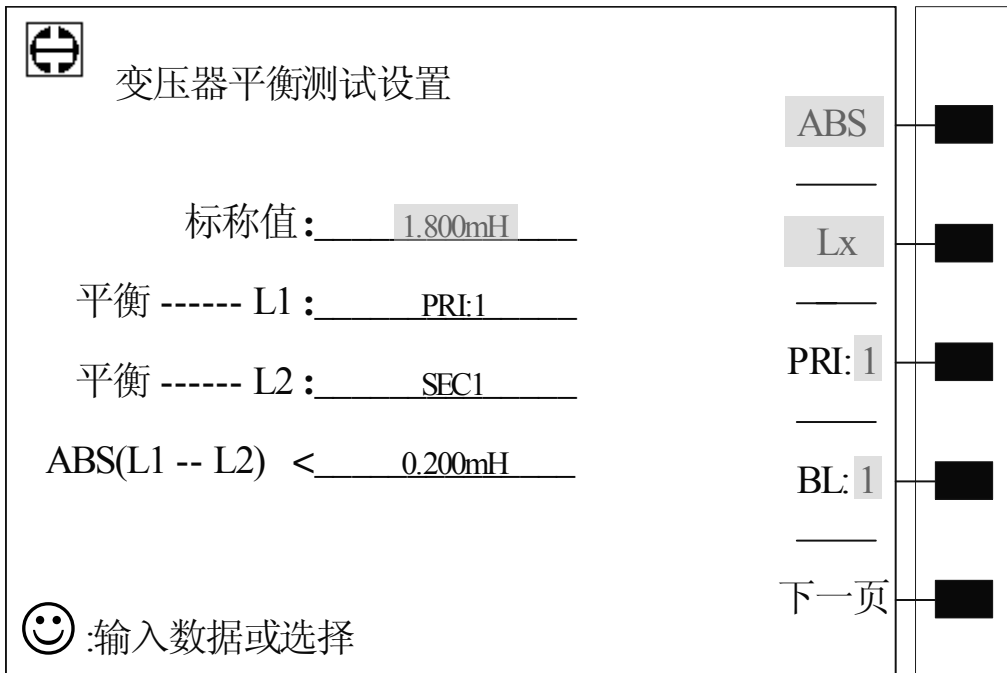 变压器平衡测试设置
ABS
标称值: 1.800mH
Lx
平衡 ------ L1 : PRI:1
PRI: 1
平衡 ------ L2 : SEC1
ABS(L1 -- L2) < 0.200mH
BL: 1
下一页
:输入数据或选择